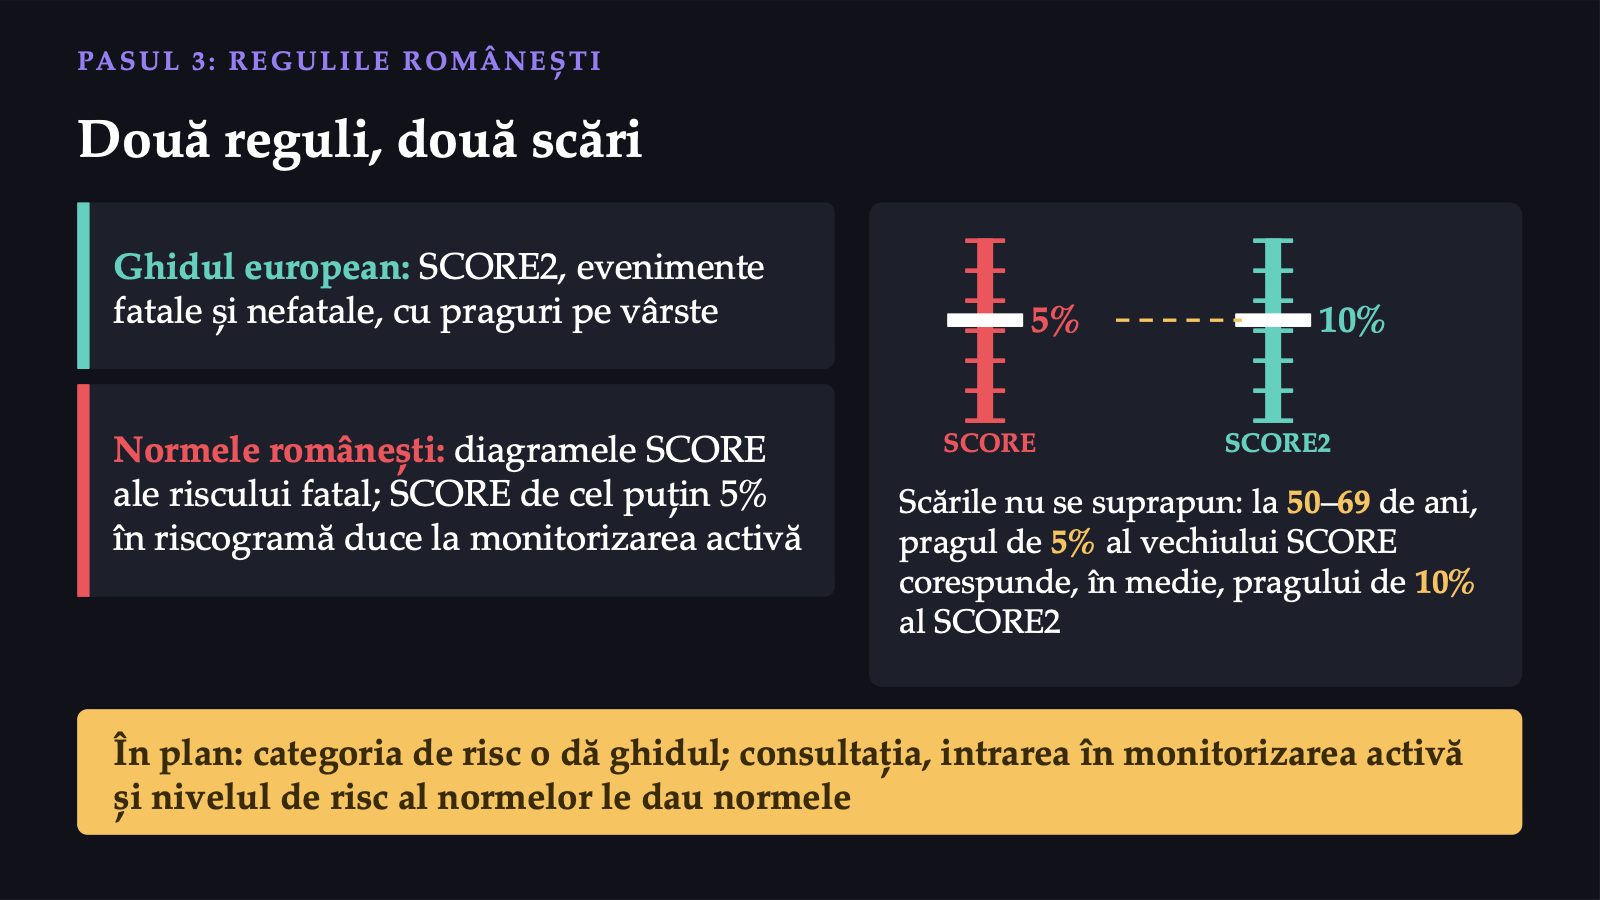 PASUL 3: REGULILE ROMÂNEȘTI
Două reguli, două scări
Ghidul european: SCORE2, evenimente
fatale și nefatale, cu praguri pe vârste
Normele românești: diagramele SCORE
ale riscului fatal; SCORE de cel puțin 5%
în riscogramă duce la monitorizarea activă
5%
10%
SCORE
SCORE2
Scările nu se suprapun: la 50–69 de ani,
pragul de 5% al vechiului SCORE
corespunde, în medie, pragului de 10%
al SCORE2
În plan: categoria de risc o dă ghidul; consultația, intrarea în monitorizarea activă
și nivelul de risc al normelor le dau normele